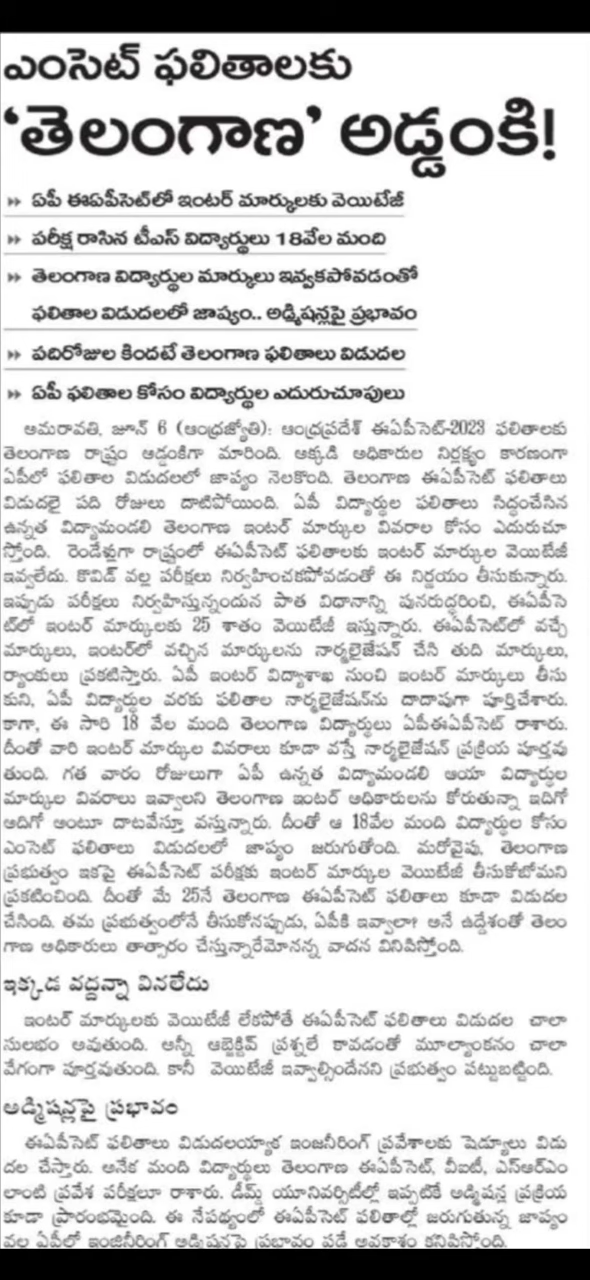 ఎంసెట్ ఫలితాలకు
‘తెలంగాణ’ అడ్డంకి!
» ఏపీ ఈఏపీసెట్‌లో ఇంటర్ మార్కులకు వెయిటేజీ
» పరీక్ష రాసిన టీఎస్ విద్యార్థులు 18వేల మంది
» తెలంగాణ విద్యార్థుల మార్కులు ఇవ్వకపోవడంతో
ఫలితాల విడుదలలో జాప్యం.. అడ్మిషన్లపై ప్రభావం
» పదిరోజుల కిందటే తెలంగాణ ఫలితాలు విడుదల
» ఏపీ ఫలితాల కోసం విద్యార్థుల ఎదురుచూపులు
అమరావతి, జూన్ 6 (ఆంధ్రజ్యోతి): ఆంధ్రప్రదేశ్ ఈఏపీసెట్-2023 ఫలితాలకు
తెలంగాణ రాష్ట్రం ఆడ్డంకిగా మారింది. అక్కడి అధికారుల నిర్లక్ష్యం కారణంగా
ఏపీలో ఫలితాల విడుదలలో జాప్యం నెలకొంది. తెలంగాణ ఈఏపీసెట్ ఫలితాలు
విడుదలై పది రోజులు దాటిపోయింది. ఏపీ విద్యార్థుల ఫలితాలు సిద్ధంచేసిన
ఉన్నత విద్యామండలి తెలంగాణ ఇంటర్ మార్కుల వివరాల కోసం ఎదురుచూ
స్తోంది. రెండేళ్లుగా రాష్ట్రంలో ఈఏపీసెట్ ఫలితాలకు ఇంటర్ మార్కుల వెయిటేజీ
ఇవ్వలేదు. కొవిడ్ వల్ల పరీక్షలు నిర్వహించకపోవడంతో ఈ నిర్ణయం తీసుకున్నారు.
ఇప్పుడు పరీక్షలు నిర్వహిస్తున్నందున పాత విధానాన్ని పునరుద్ధరించి, ఈఏపీసె
ట్‌లో ఇంటర్ మార్కులకు 25 శాతం వెయిటేజీ ఇస్తున్నారు. ఈఏపీసెట్‌లో వచ్చే
మార్కులు, ఇంటర్‌లో వచ్చిన మార్కులను నార్మలైజేషన్ చేసి తుది మార్కులు,
ర్యాంకులు ప్రకటిస్తారు. ఏపీ ఇంటర్ విద్యాశాఖ నుంచి ఇంటర్ మార్కులు తీసు
కుని, ఏపీ విద్యార్థుల వరకు ఫలితాల నార్మలైజేషన్‌ను దాదాపుగా పూర్తిచేశారు.
కాగా, ఈ సారి 18 వేల మంది తెలంగాణ విద్యార్థులు ఏపీఈఏపీసెట్ రాశారు.
దీంతో వారి ఇంటర్ మార్కుల వివరాలు కూడా వస్తే నార్మలైజేషన్ ప్రక్రియ పూర్తవు
తుంది. గత వారం రోజులుగా ఏపీ ఉన్నత విద్యామండలి ఆయా విద్యార్థుల
మార్కుల వివరాలు ఇవ్వాలని తెలంగాణ ఇంటర్ అధికారులను కోరుతున్నా ఇదిగో
అదిగో అంటూ దాటవేస్తూ వస్తున్నారు. దీంతో ఆ 18వేల మంది విద్యార్థుల కోసం
ఎంసెట్ ఫలితాలు విడుదలలో జాప్యం జరుగుతోంది. మరోవైపు, తెలంగాణ
ప్రభుత్వం ఇకపై ఈఏపీసెట్ పరీక్షకు ఇంటర్ మార్కుల వెయిటేజీ తీసుకోబోమని
ప్రకటించింది. దీంతో మే 25నే తెలంగాణ ఈఏపీసెట్ ఫలితాలు కూడా విడుదల
చేసింది. తమ ప్రభుత్వంలోనే తీసుకోనప్పుడు, ఏపీకి ఇవ్వాలా? అనే ఉద్దేశంతో తెలం
గాణ అధికారులు తాత్సారం చేస్తున్నారేమోనన్న వాదన వినిపిస్తోంది.
ఇక్కడ వద్దన్నా వినలేదు
ఇంటర్ మార్కులకు వెయిటేజీ లేకపోతే ఈఏపీసెట్ ఫలితాలు విడుదల చాలా
సులభం అవుతుంది. అన్నీ ఆబ్జెక్టివ్ ప్రశ్నలే కావడంతో మూల్యాంకనం చాలా
వేగంగా పూర్తవుతుంది. కానీ వెయిటేజీ ఇవ్వాల్సిందేనని ప్రభుత్వం పట్టుబట్టింది.
అడ్మిషన్లపై ప్రభావం
ఈఏపీసెట్ ఫలితాలు విడుదలయ్యాక ఇంజనీరింగ్ ప్రవేశాలకు షెడ్యూలు విడు
దల చేస్తారు. అనేక మంది విద్యార్థులు తెలంగాణ ఈఏపీసెట్, వీఐటీ, ఎస్ఆర్ఎం
లాంటి ప్రవేశ పరీక్షలూ రాశారు. డీమ్డ్ యూనివర్సిటీల్లో ఇప్పటికే అడ్మిషన్ల ప్రక్రియ
కూడా ప్రారంభమైంది. ఈ నేపథ్యంలో ఈఏపీసెట్ ఫలితాల్లో జరుగుతున్న జాప్యం
వల్ల ఏపీలో ఇంజినీరింగ్ అడ్మిషన్లపై ప్రభావం పడే అవకాశం కనిపిస్తోంది.